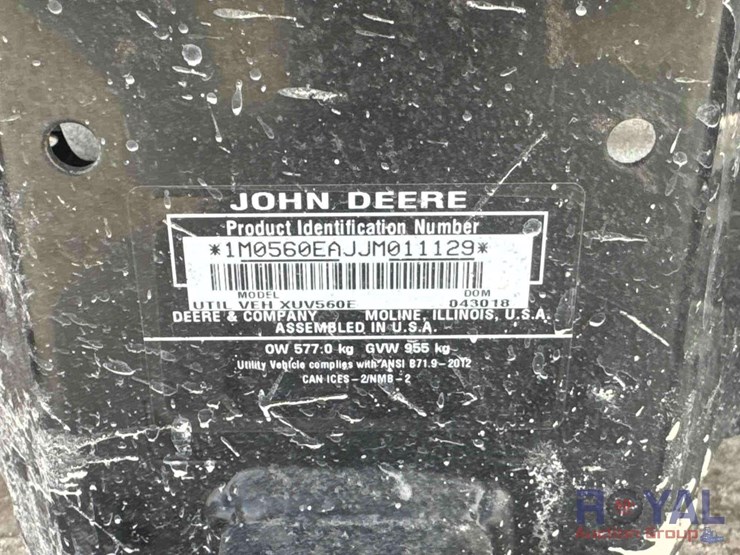 JOHN DEERE
Product Identification Number
*1M0560EAJJM011129*
MODEL DOM
UTIL VEH XUV560E 043018
DEERE & COMPANY MOLINE, ILLINOIS, U.S.A.
ASSEMBLED IN U.S.A.
OW 577.0 kg GVW 955 kg
Utility Vehicle complies with ANSI B71.9-2012
CAN ICES-2/NMB-2
ROYAL
Auction Group